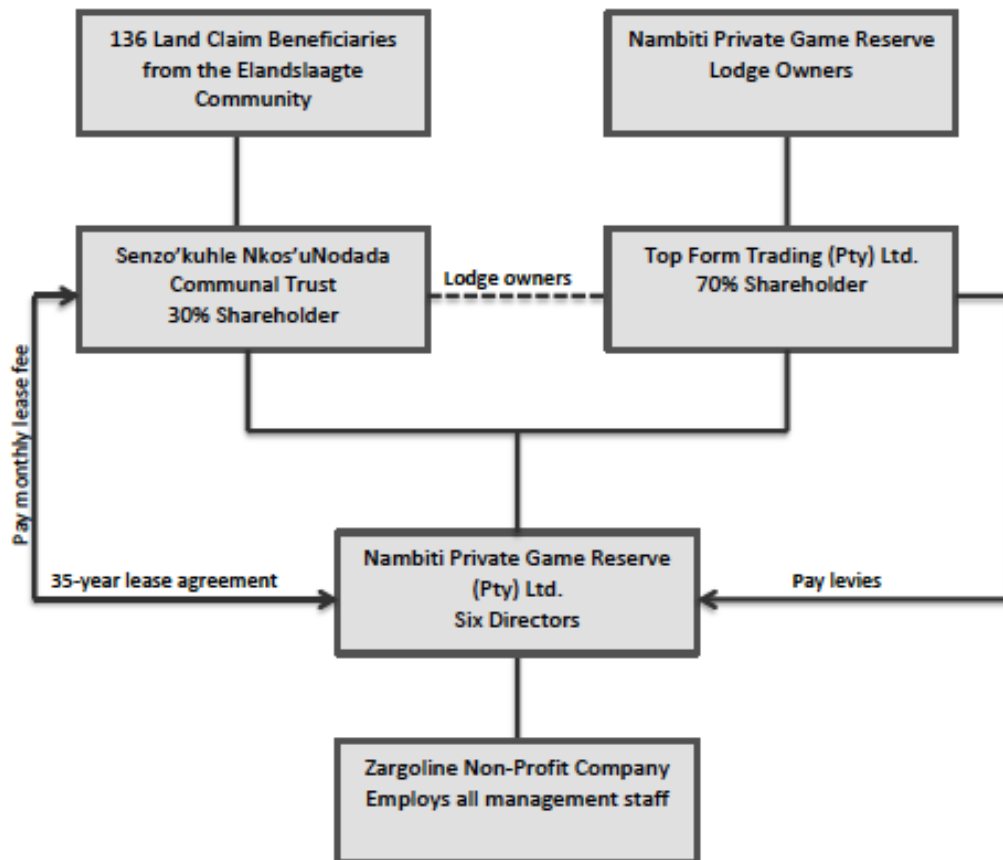 136 Land Claim Beneficiaries
from the Elandslaagte
Community
Nambiti Private Game Reserve
Lodge Owners
Senzo'kuhle Nkos'uNodada
Communal Trust
30% Shareholder
Lodge owners
Top Form Trading (Pty) Ltd.
70% Shareholder
Pay monthly lease fee
35-year lease agreement
Nambiti Private Game Reserve
(Pty) Ltd.
Six Directors
Pay levies
Zargoline Non-Profit Company
Employs all management staff